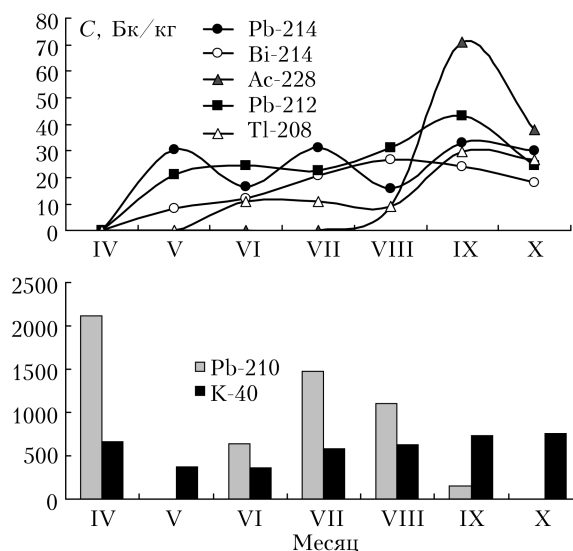 C, Бк/кг
80
70
60
50
40
30
20
10
0
Pb-214
Bi-214
Ac-228
Pb-212
Tl-208
IV V VI VII VIII IX X
2500
2000
1500
1000
500
0
Pb-210
K-40
IV V VI VII VIII IX X
Месяц